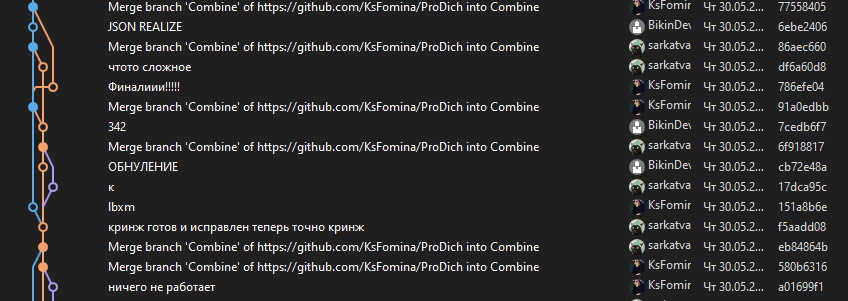 Merge branch 'Combine' of https://github.com/KsFomina/ProDich into Combine KsFomir Чт 30.05.2... 77558405
JSON REALIZE BikinDev Чт 30.05.2... 6ebe2406
Merge branch 'Combine' of https://github.com/KsFomina/ProDich into Combine sarkatva Чт 30.05.2... 86aec660
чтото сложное sarkatva Чт 30.05.2... df6a60d8
Финалиии!!!!! KsFomir Чт 30.05.2... 786efe04
Merge branch 'Combine' of https://github.com/KsFomina/ProDich into Combine KsFomir Чт 30.05.2... 91a0edbb
342 BikinDev Чт 30.05.2... 7cedb6f7
Merge branch 'Combine' of https://github.com/KsFomina/ProDich into Combine sarkatva Чт 30.05.2... 6f918817
ОБНУЛЕНИЕ BikinDev Чт 30.05.2... cb72e48a
к sarkatva Чт 30.05.2... 17dca95c
lbxm KsFomir Чт 30.05.2... 151a8b6e
кринж готов и исправлен теперь точно кринж sarkatva Чт 30.05.2... f5aadd08
Merge branch 'Combine' of https://github.com/KsFomina/ProDich into Combine sarkatva Чт 30.05.2... eb84864b
Merge branch 'Combine' of https://github.com/KsFomina/ProDich into Combine KsFomir Чт 30.05.2... 580b6316
ничего не работает KsFomir Чт 30.05.2... a01699f1